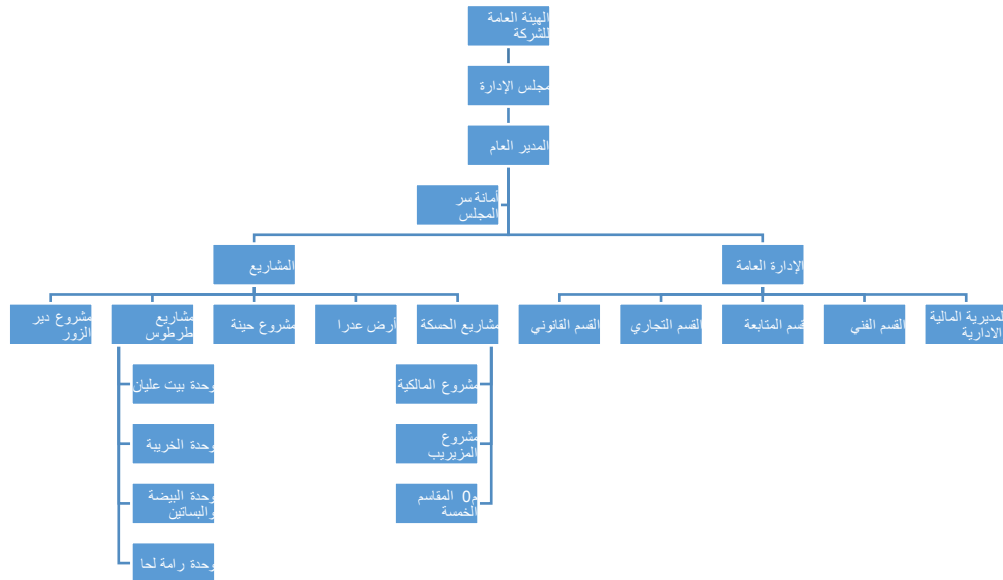 الهيئة العامة
للشركة
مجلس الإدارة
المدير العام
أمانة سر
المجلس
الإدارة العامة
المشاريع
المديرية المالية
الادارية
القسم الفني
قسم المتابعة
القسم التجاري
القسم القانوني
مشاريع الحسكة
أرض عدرا
مشروع حينة
مشاريع
طرطوس
مشروع دير
الزور
مشروع المالكية
مشروع
المزيريب
م0 المقاسم
الخمسة
وحدة بيت عليان
وحدة الخريبة
وحدة البيضة
والبساتين
وحدة رامة لحا